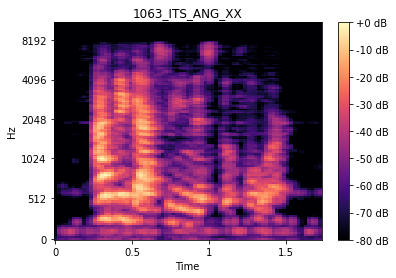 1063_ITS_ANG_XX
8192
4096
2048
1024
512
0
Hz
0
0.5
1
1.5
Time
+0 dB
-10 dB
-20 dB
-30 dB
-40 dB
-50 dB
-60 dB
-70 dB
-80 dB